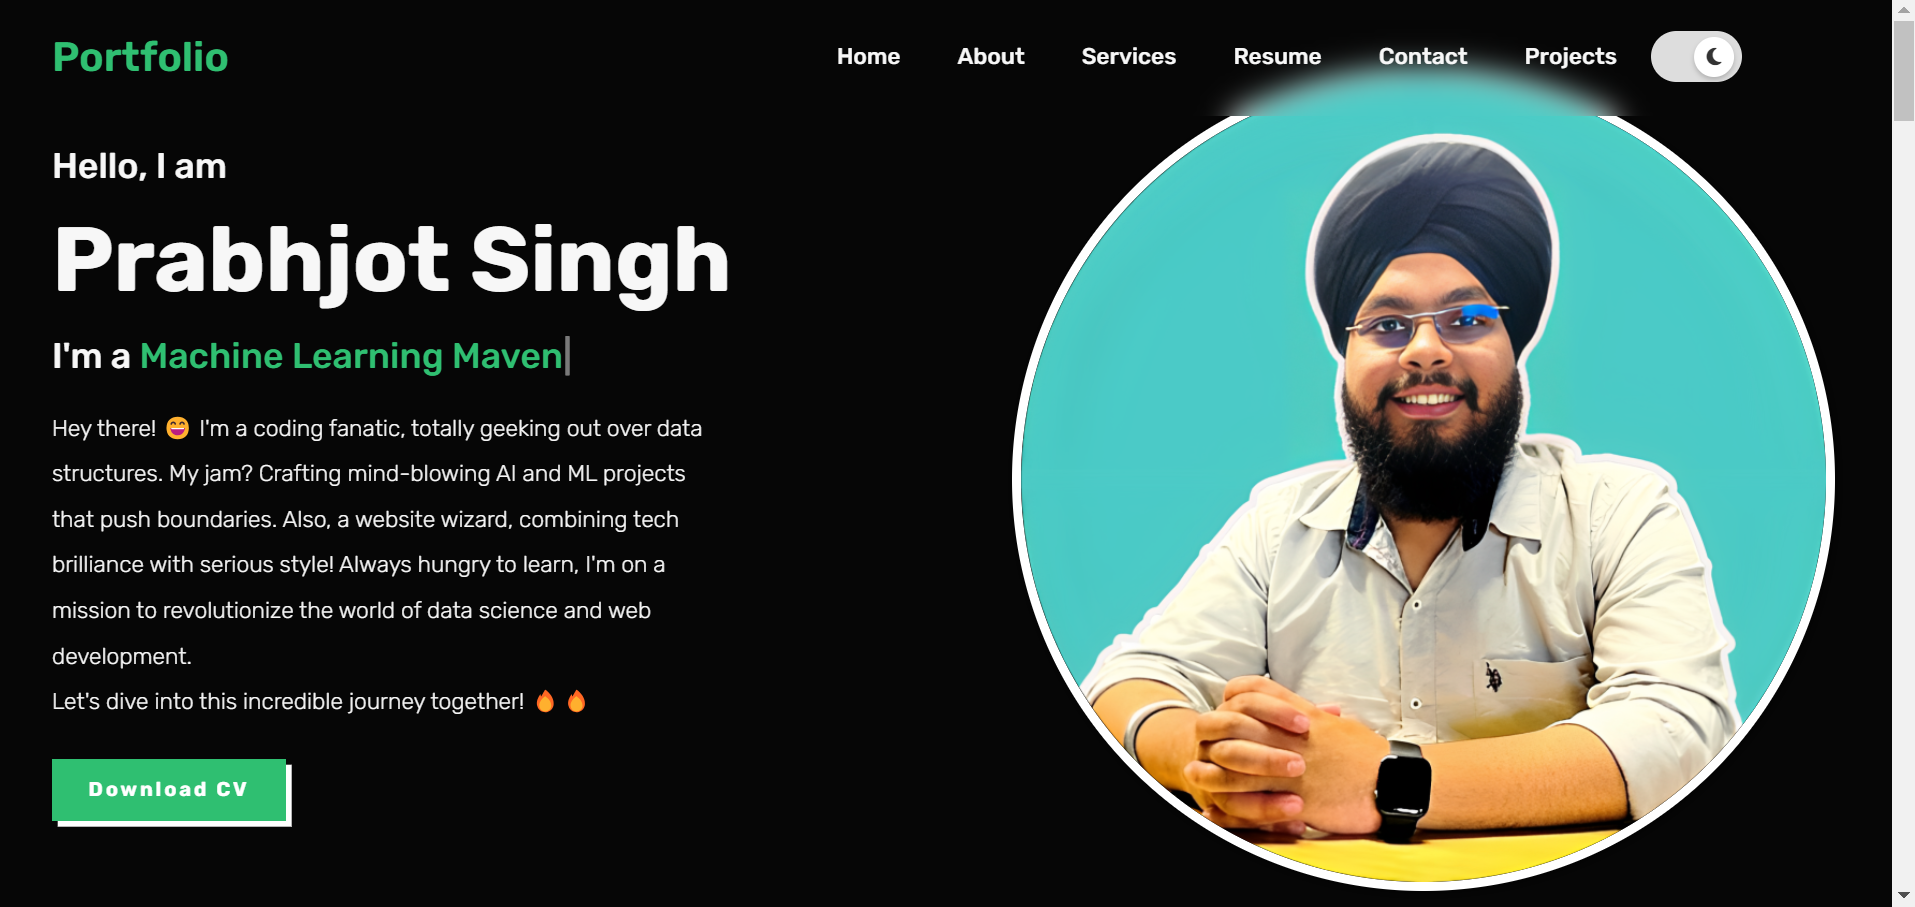 Portfolio
Home About Services Resume Contact Projects
Hello, I am
Prabhjot Singh
I'm a Machine Learning Maven
Hey there! 😄 I'm a coding fanatic, totally geeking out over data
structures. My jam? Crafting mind-blowing AI and ML projects
that push boundaries. Also, a website wizard, combining tech
brilliance with serious style! Always hungry to learn, I'm on a
mission to revolutionize the world of data science and web
development.
Let's dive into this incredible journey together! 🔥 🔥
Download CV